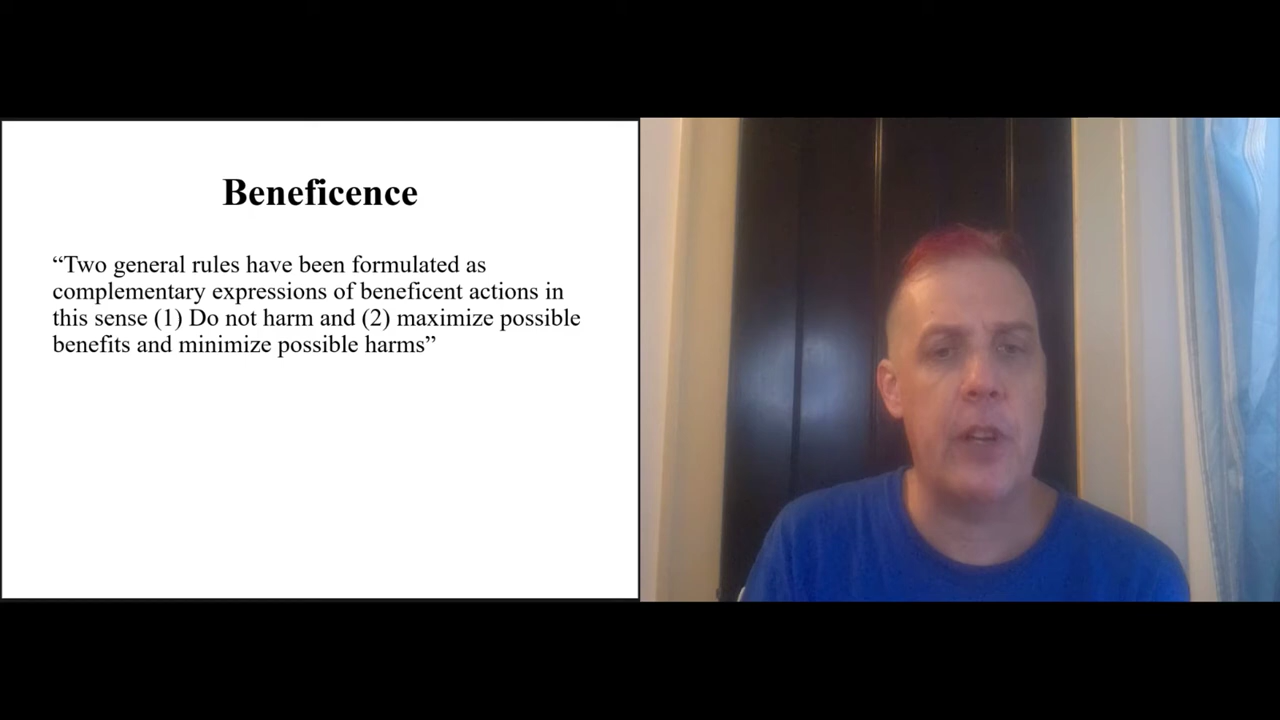 Beneficence
“Two general rules have been formulated as
complementary expressions of beneficent actions in
this sense (1) Do not harm and (2) maximize possible
benefits and minimize possible harms”